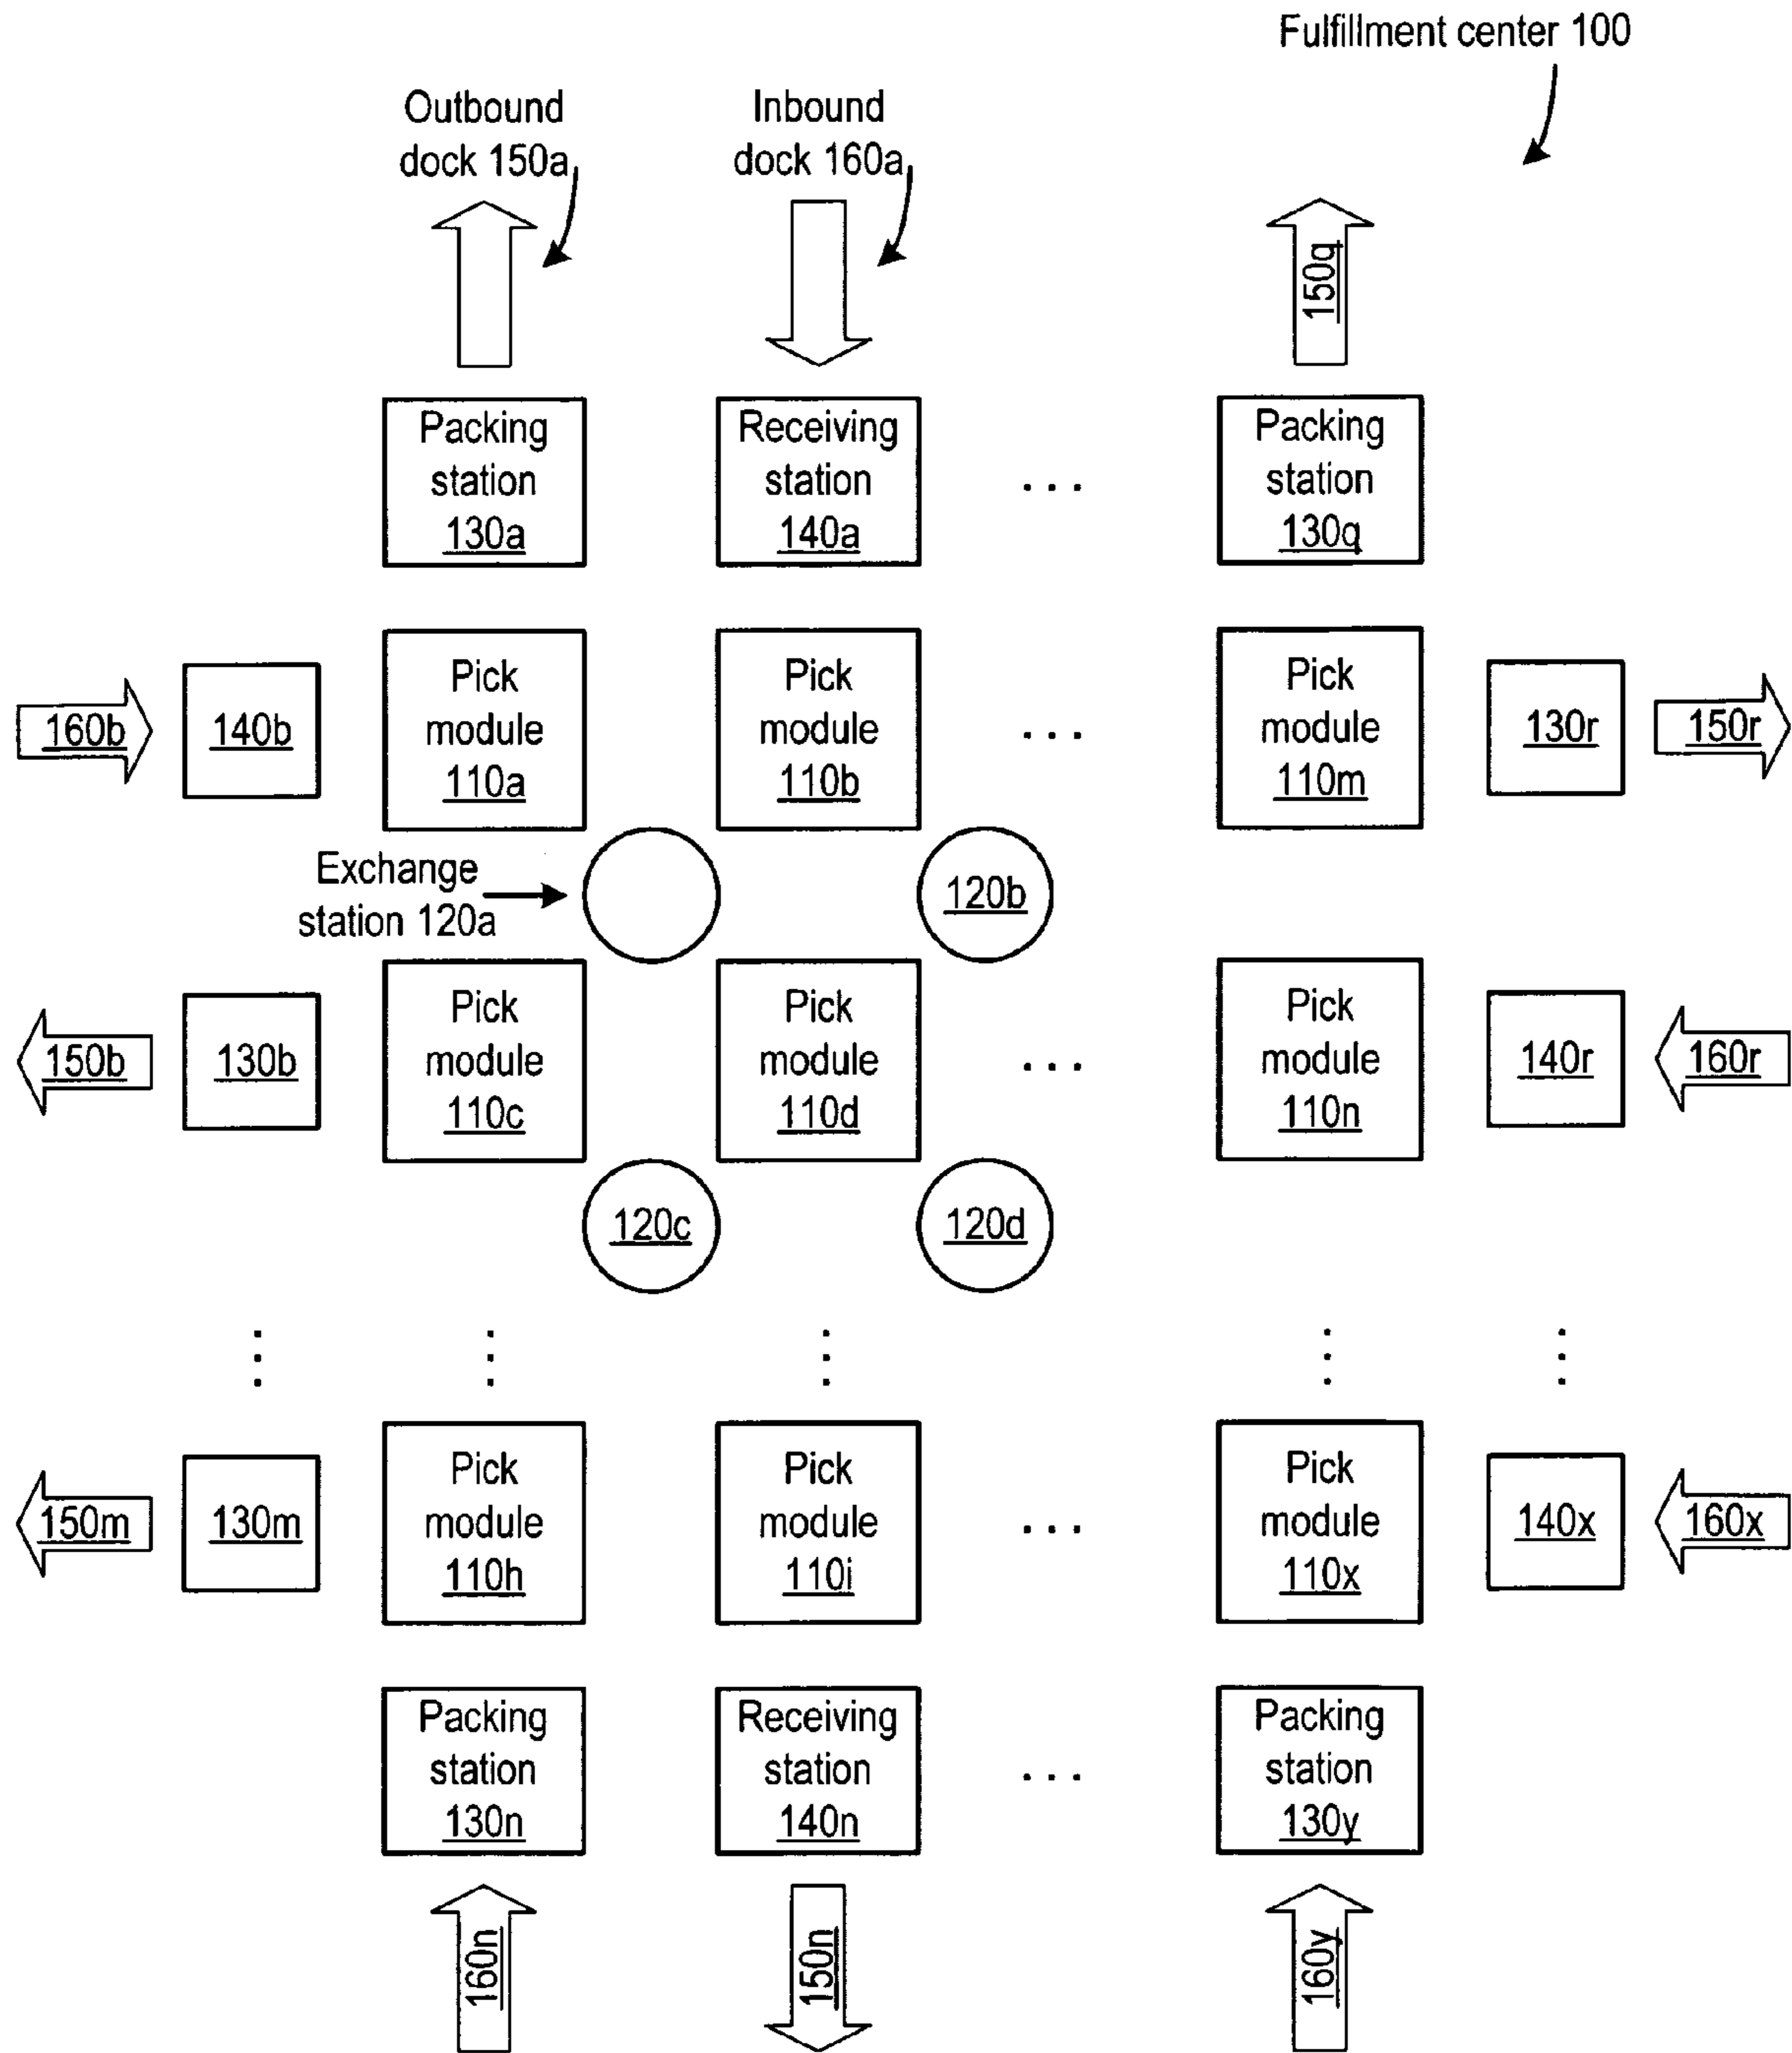 Fulfillment center 100
Outbound
dock 150a
Inbound
dock 160a
150q
Packing
station
130a
Receiving
station
140a
. . .
Packing
station
130q
160b
140b
Pick
module
110a
Pick
module
110b
. . .
Pick
module
110m
130r
150r
Exchange
station 120a
120b
150b
130b
Pick
module
110c
Pick
module
110d
. . .
Pick
module
110n
140r
160r
120c
120d
150m
130m
Pick
module
110h
Pick
module
110i
. . .
Pick
module
110x
140x
160x
Packing
station
130n
Receiving
station
140n
. . .
Packing
station
130y
160n
150n
160y